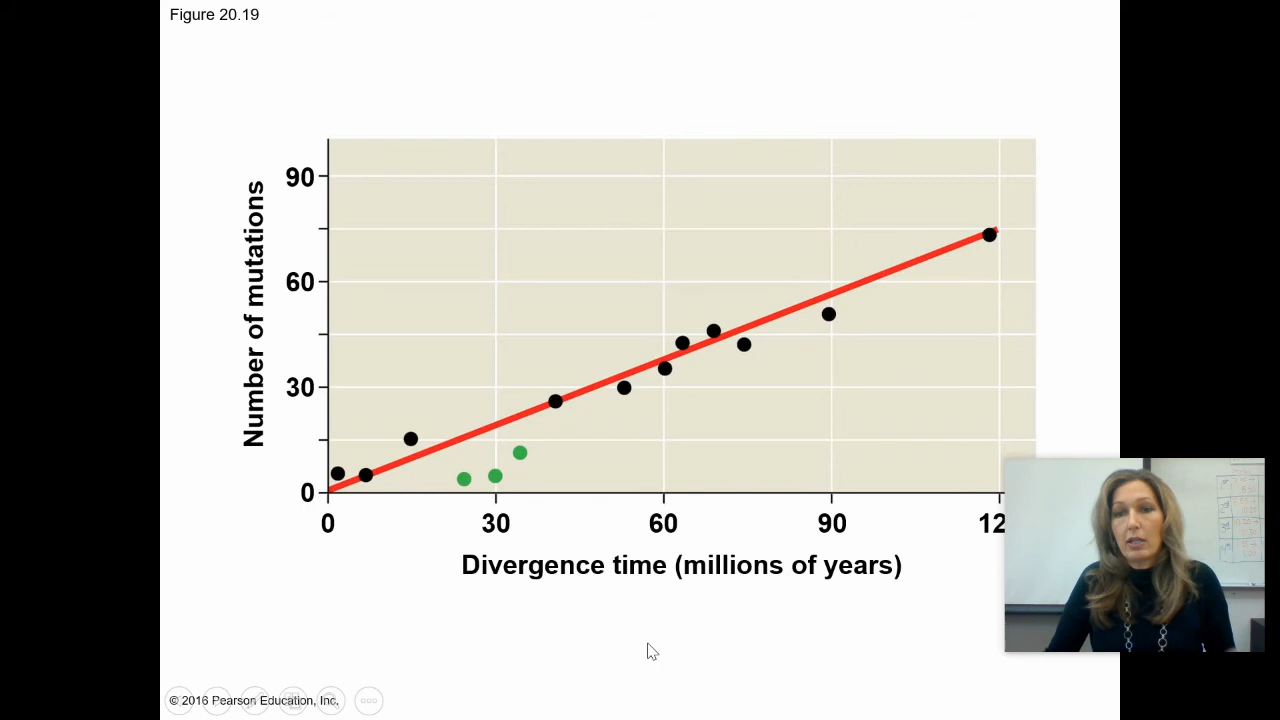 Figure 20.19
Number of mutations
90
60
30
0
0 30 60 90 12
Divergence time (millions of years)
© 2016 Pearson Education, Inc.